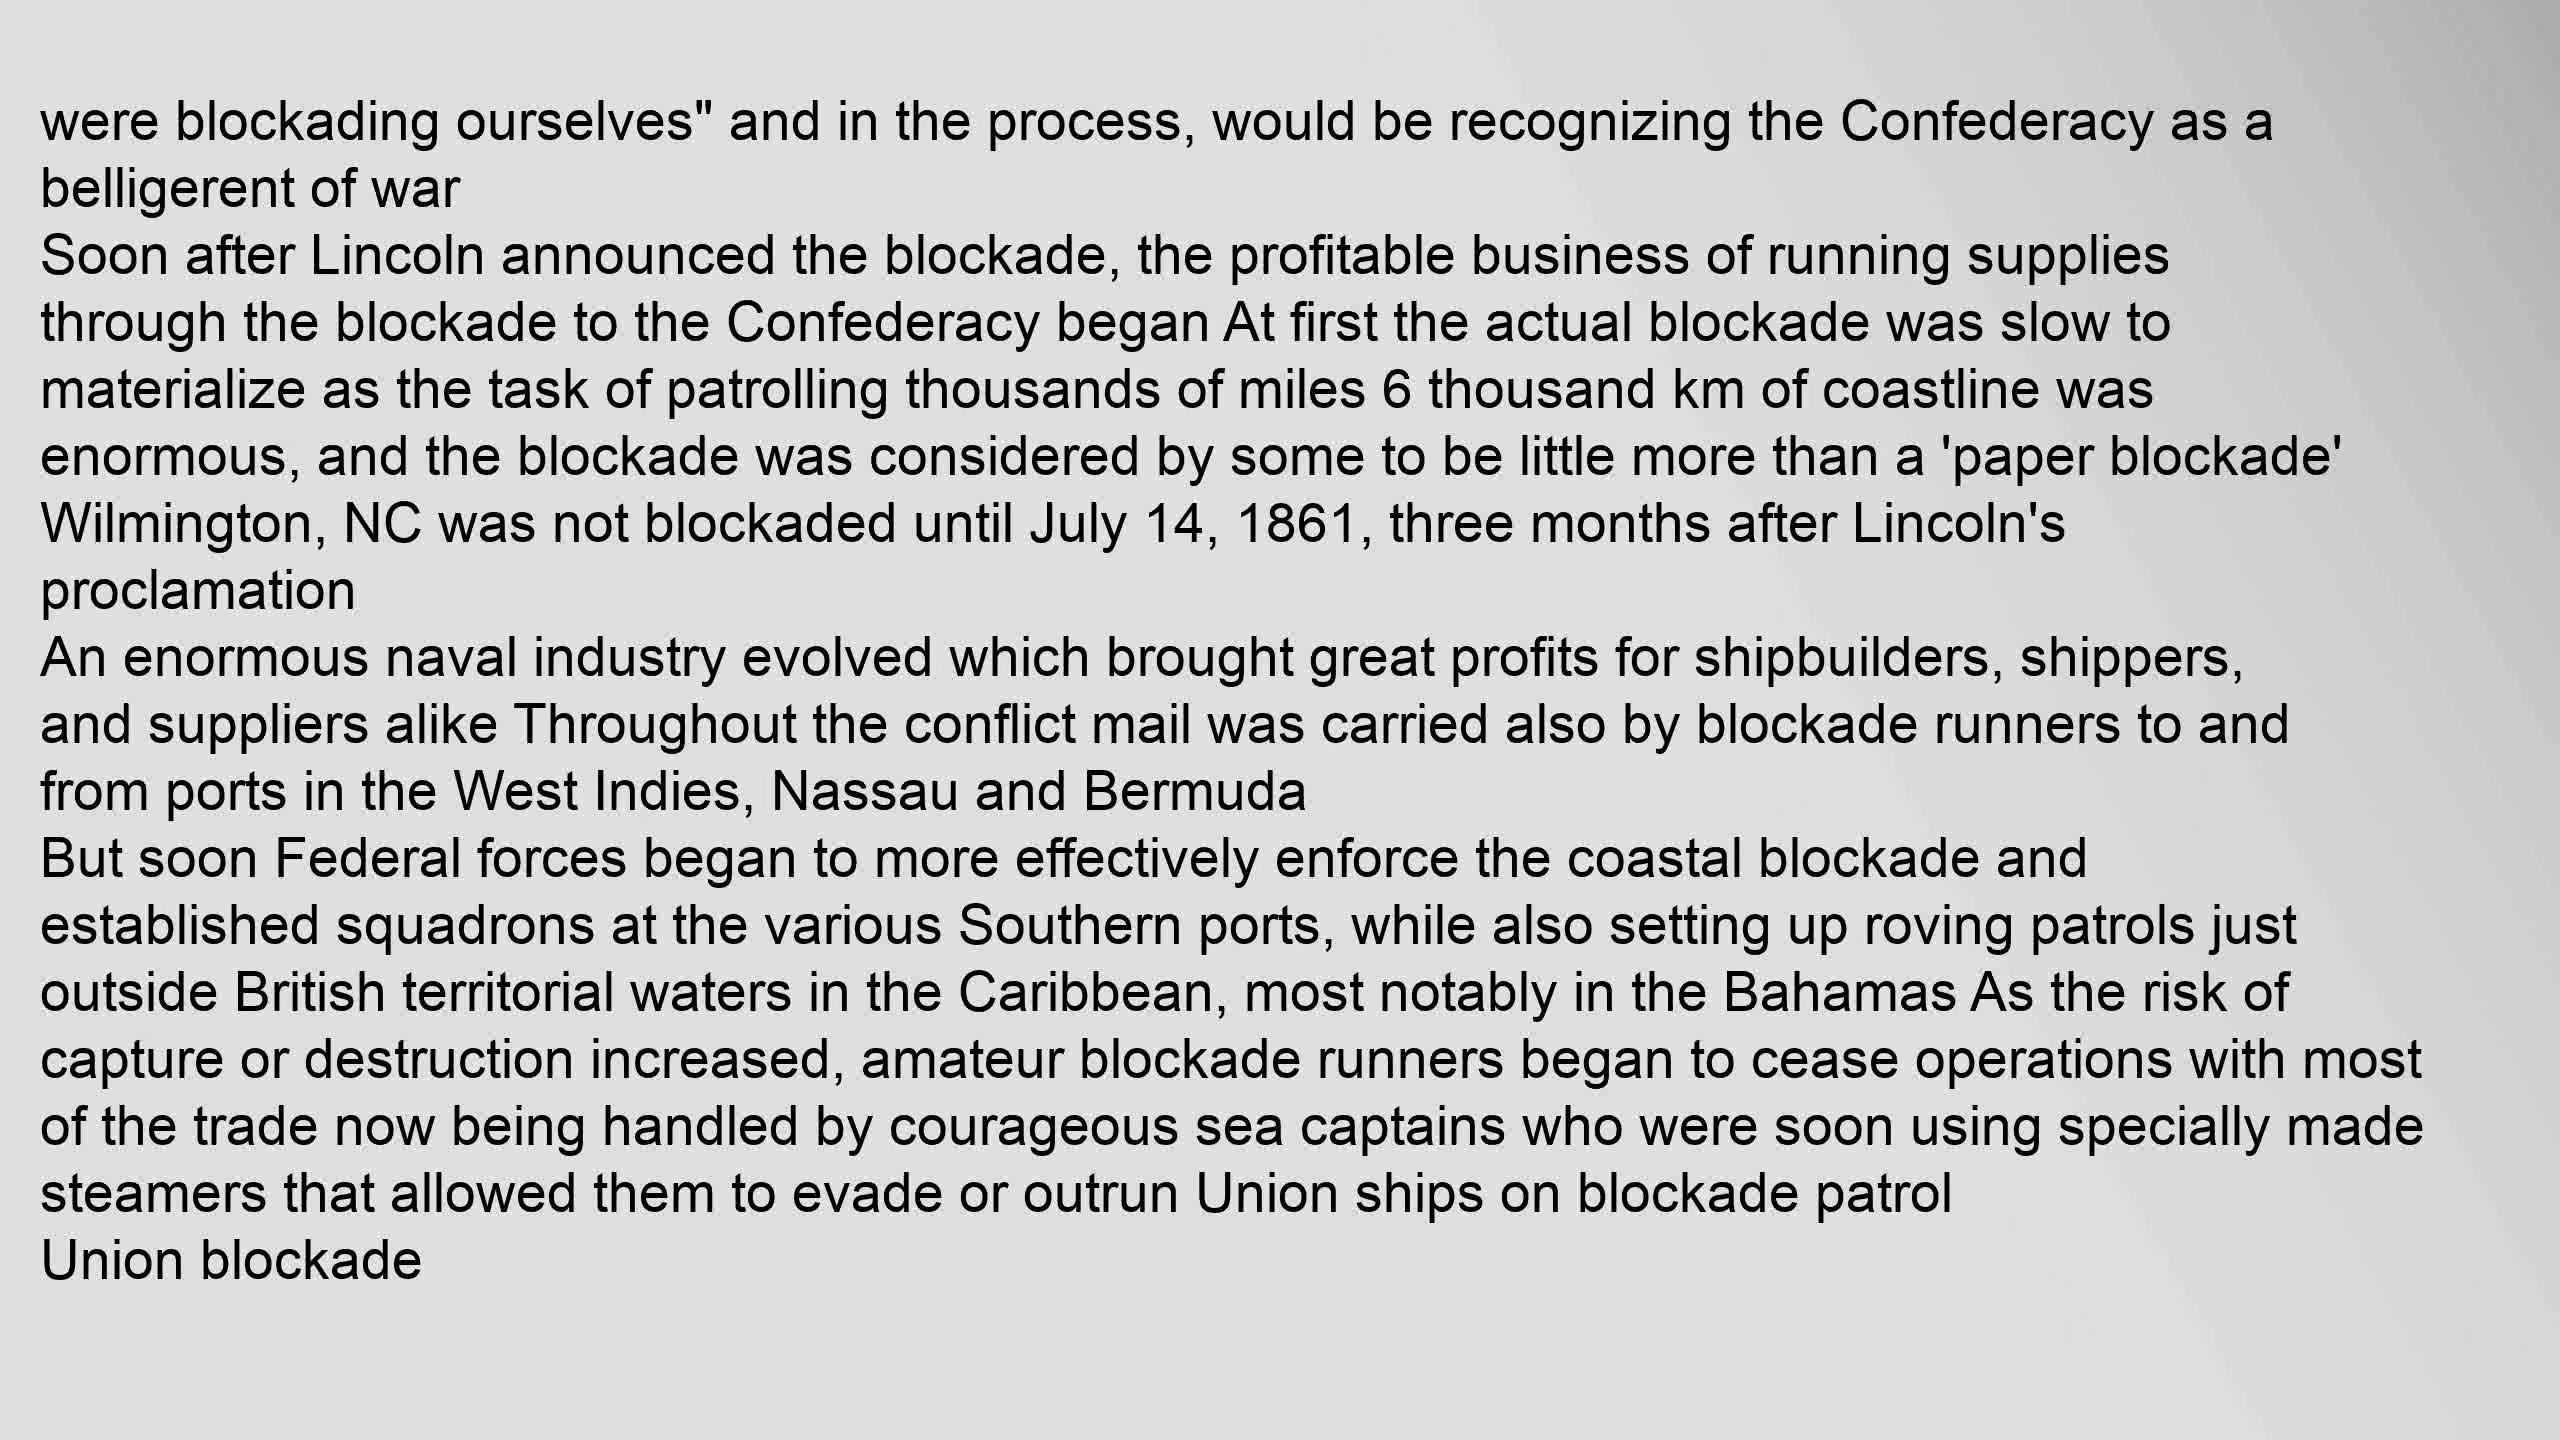 were blockading ourselves" and in the process, would be recognizing the Confederacy as a
belligerent of war
Soon after Lincoln announced the blockade, the profitable business of running supplies
through the blockade to the Confederacy began At first the actual blockade was slow to
materialize as the task of patrolling thousands of miles 6 thousand km of coastline was
enormous, and the blockade was considered by some to be little more than a 'paper blockade'
Wilmington, NC was not blockaded until July 14, 1861, three months after Lincoln's
proclamation
An enormous naval industry evolved which brought great profits for shipbuilders, shippers,
and suppliers alike Throughout the conflict mail was carried also by blockade runners to and
from ports in the West Indies, Nassau and Bermuda
But soon Federal forces began to more effectively enforce the coastal blockade and
established squadrons at the various Southern ports, while also setting up roving patrols just
outside British territorial waters in the Caribbean, most notably in the Bahamas As the risk of
capture or destruction increased, amateur blockade runners began to cease operations with most
of the trade now being handled by courageous sea captains who were soon using specially made
steamers that allowed them to evade or outrun Union ships on blockade patrol
Union blockade